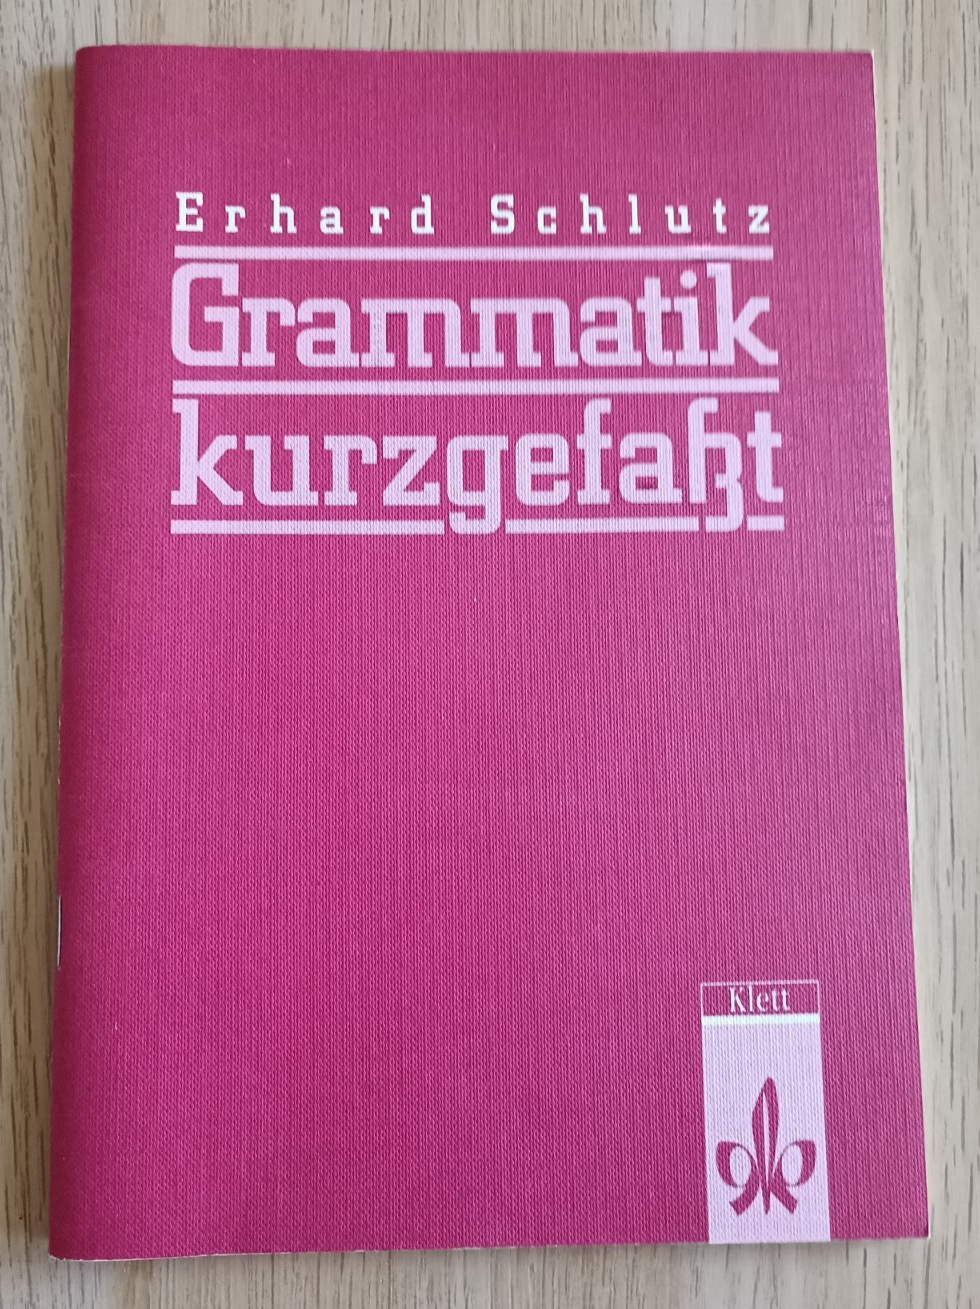 Erhard Schlutz
Grammatik
kurzgefaßt
Klett